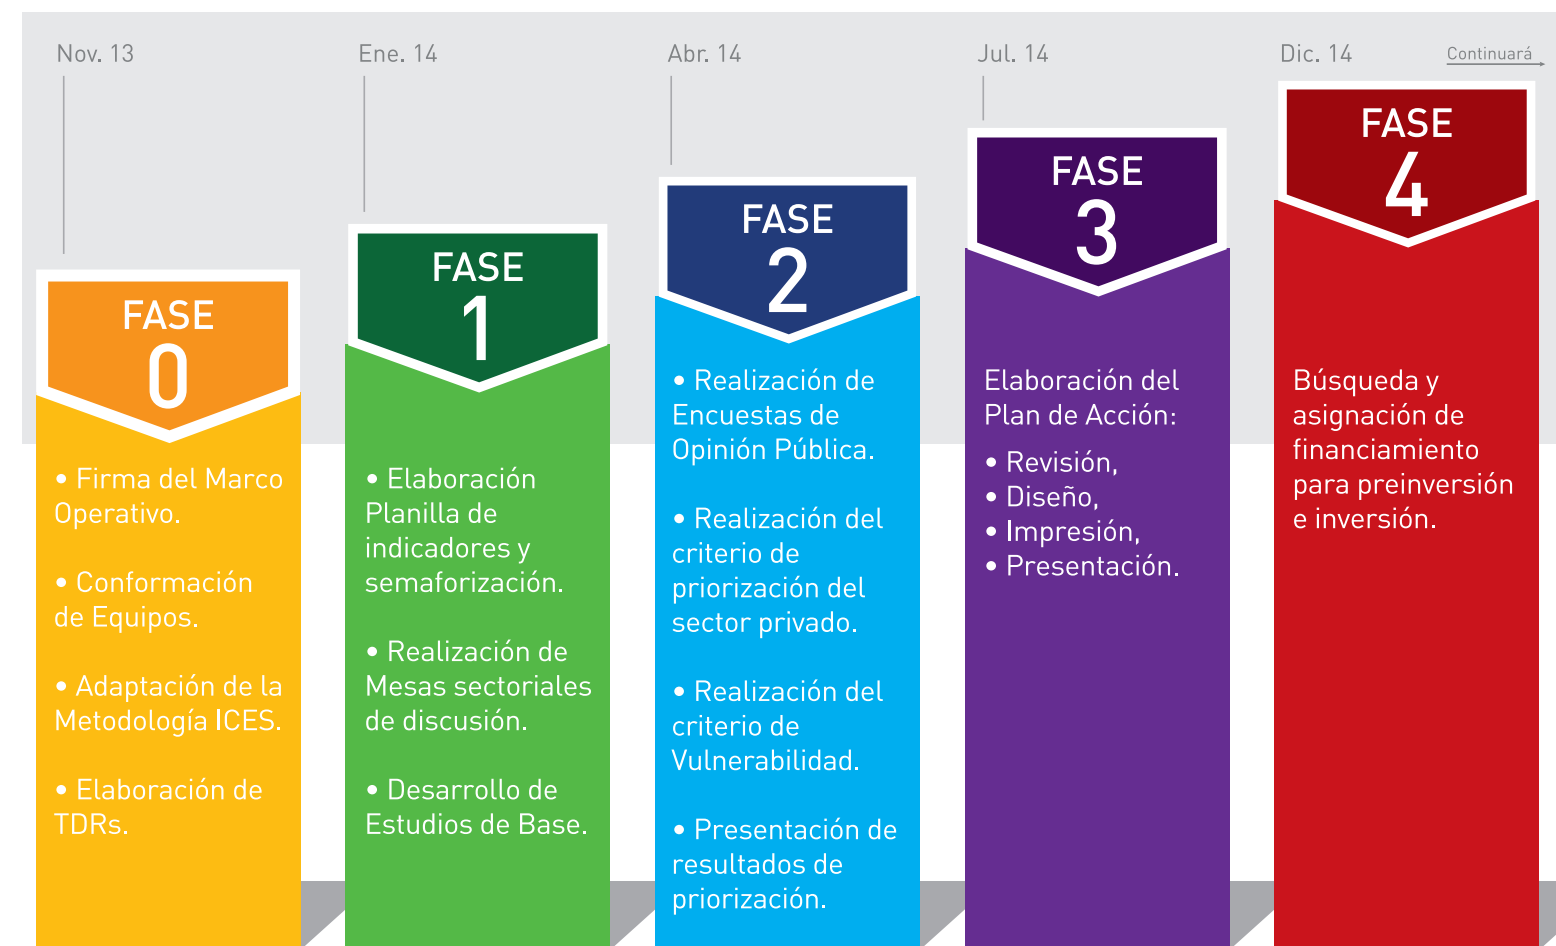 Nov. 13
Ene. 14
Abr. 14
Jul. 14
Dic. 14
Continuará
FASE
0
• Firma del Marco
Operativo.
• Conformación
de Equipos.
• Adaptación de la
Metodología ICES.
• Elaboración de
TDRs.
FASE
1
• Elaboración
Planilla de
indicadores y
semaforización.
• Realización de
Mesas sectoriales
de discusión.
• Desarrollo de
Estudios de Base.
FASE
2
• Realización de
Encuestas de
Opinión Pública.
• Realización del
criterio de
priorización del
sector privado.
• Realización del
criterio de
Vulnerabilidad.
• Presentación de
resultados de
priorización.
FASE
3
Elaboración del
Plan de Acción:
• Revisión,
• Diseño,
• Impresión,
• Presentación.
FASE
4
Búsqueda y
asignación de
financiamiento
para preinversión
e inversión.